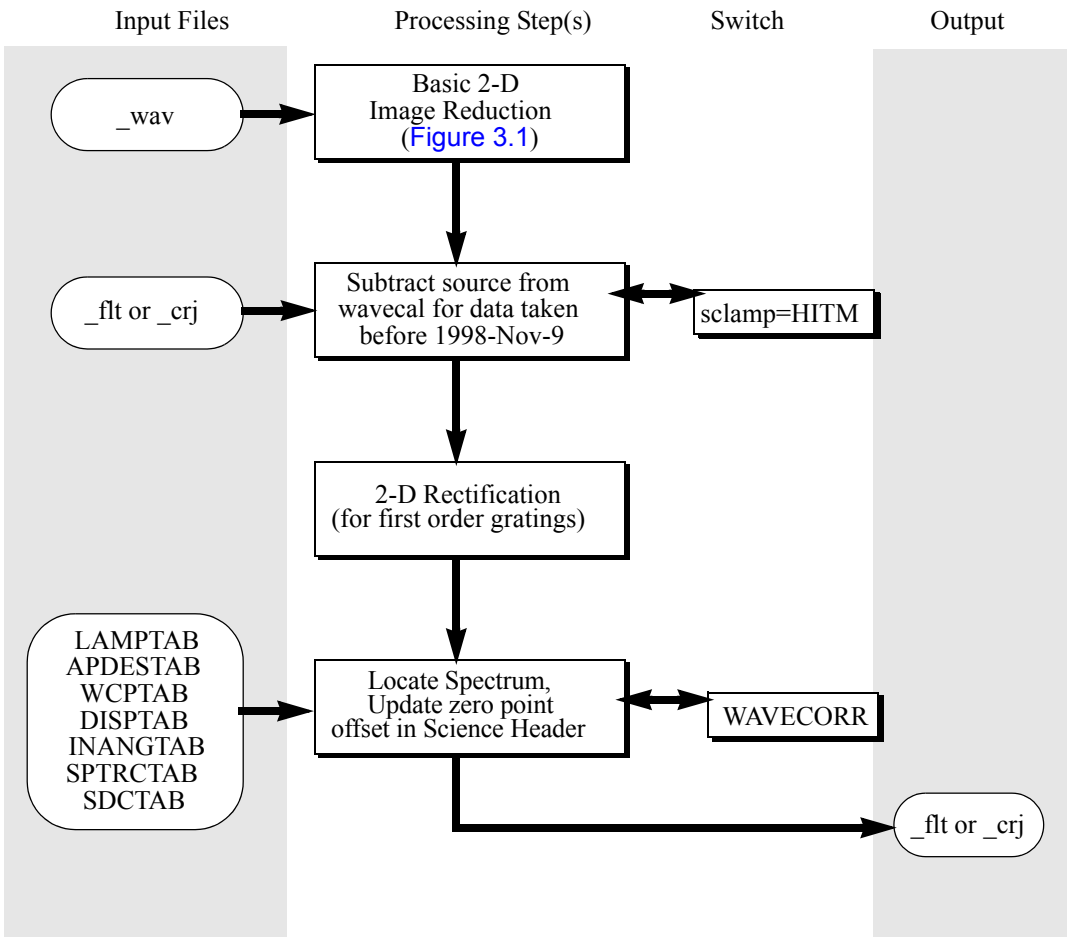 Input Files
Processing Step(s)
Switch
Output
_wav
Basic 2-D
Image Reduction
(Figure 3.1)
_flt or _crj
Subtract source from
wavecal for data taken
before 1998-Nov-9
sclamp=HITM
2-D Rectification
(for first order gratings)
LAMPTAB
APDESTAB
WCPTAB
DISPTAB
INANGTAB
SPTRCTAB
SDCTAB
Locate Spectrum,
Update zero point
offset in Science Header
WAVECORR
_flt or _crj